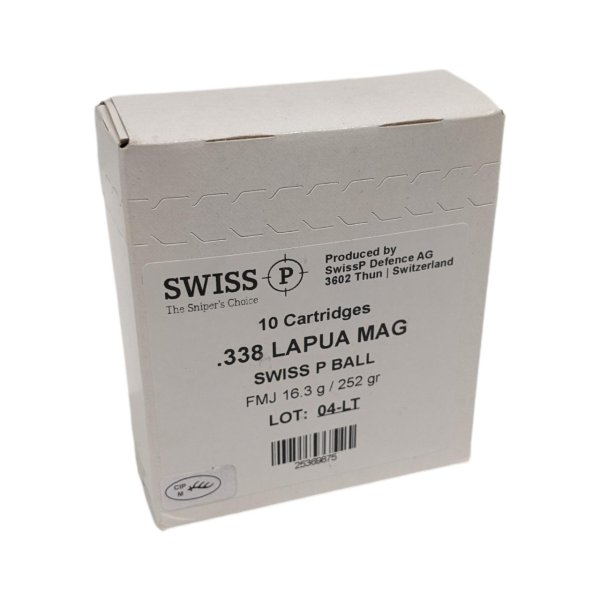 SWISS P
The Sniper's Choice
Produced by
SwissP Defence AG
3602 Thun | Switzerland
10 Cartridges
.338 LAPUA MAG
SWISS P BALL
FMJ 16.3 g / 252 gr
LOT: 04-LT
25369875
CIP
M